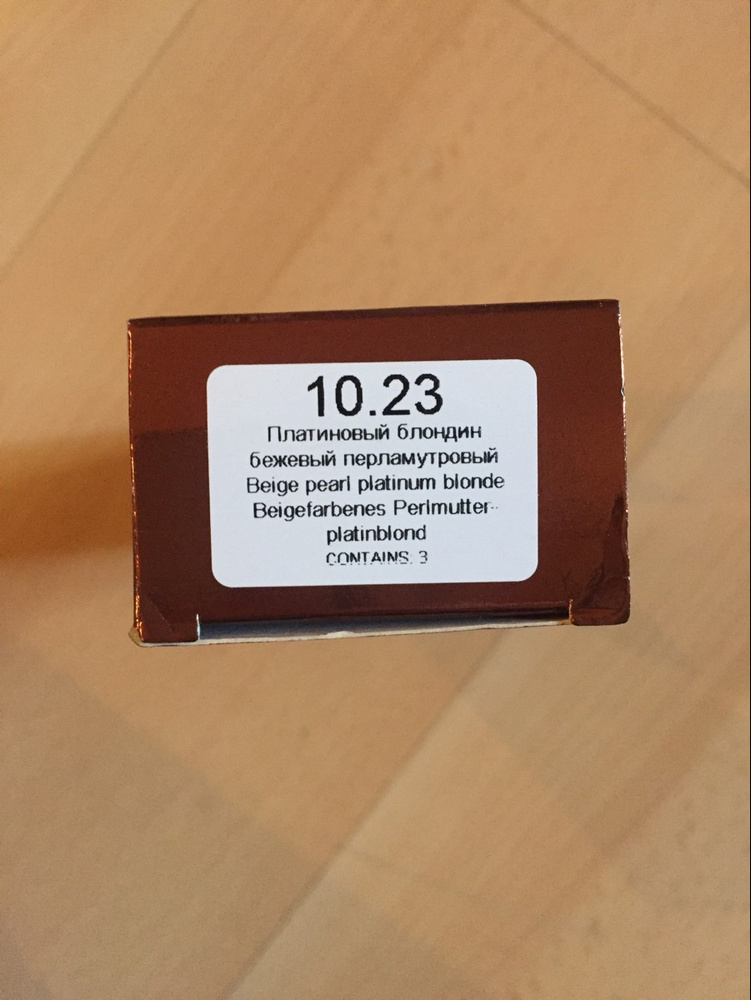 10.23
Платиновый блондин
бежевый перламутровый
Beige pearl platinum blonde
Beigefarbenes Perlmutter-
platinblond
CONTAINS: 3